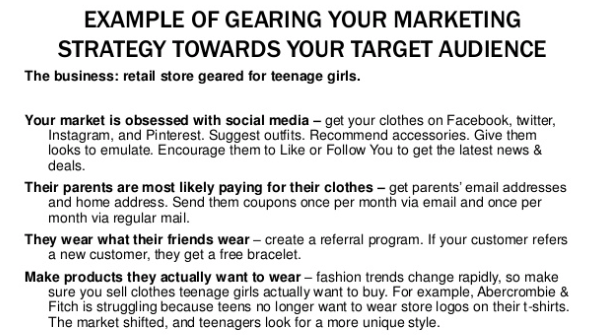 EXAMPLE OF GEARING YOUR MARKETING
STRATEGY TOWARDS YOUR TARGET AUDIENCE
The business: retail store geared for teenage girls.
Your market is obsessed with social media – get your clothes on Facebook, twitter,
Instagram, and Pinterest. Suggest outfits. Recommend accessories. Give them
looks to emulate. Encourage them to Like or Follow You to get the latest news &
deals.
Their parents are most likely paying for their clothes – get parents' email addresses
and home address. Send them coupons once per month via email and once per
month via regular mail.
They wear what their friends wear – create a referral program. If your customer refers
a new customer, they get a free bracelet.
Make products they actually want to wear – fashion trends change rapidly, so make
sure you sell clothes teenage girls actually want to buy. For example, Abercrombie &
Fitch is struggling because teens no longer want to wear store logos on their t-shirts.
The market shifted, and teenagers look for a more unique style.